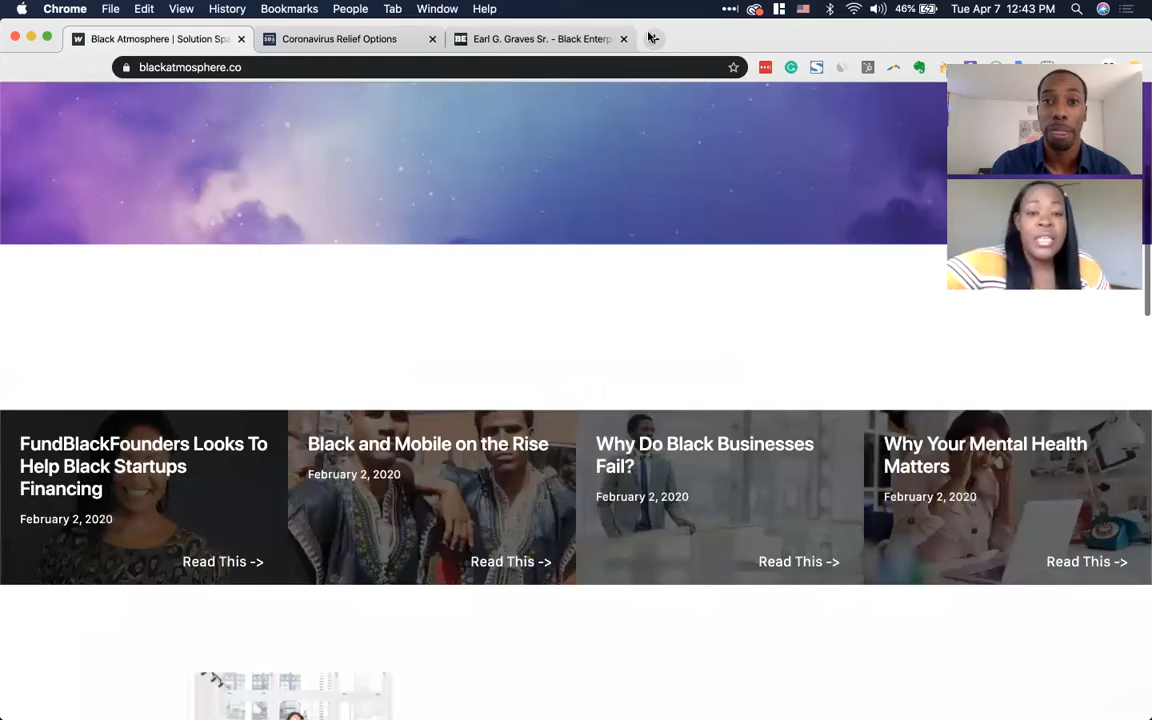 Chrome File Edit View History Bookmarks People Tab Window Help 46% Tue Apr 7 12:43 PM
Black Atmosphere | Solution Spa
Coronavirus Relief Options
BE Earl G. Graves Sr. - Black Enterp
blackatmosphere.co
FundBlackFounders Looks To
Help Black Startups
Financing
February 2, 2020
Read This ->
Black and Mobile on the Rise
February 2, 2020
Read This ->
Why Do Black Businesses
Fail?
February 2, 2020
Read This ->
Why Your Mental Health
Matters
February 2, 2020
Read This ->